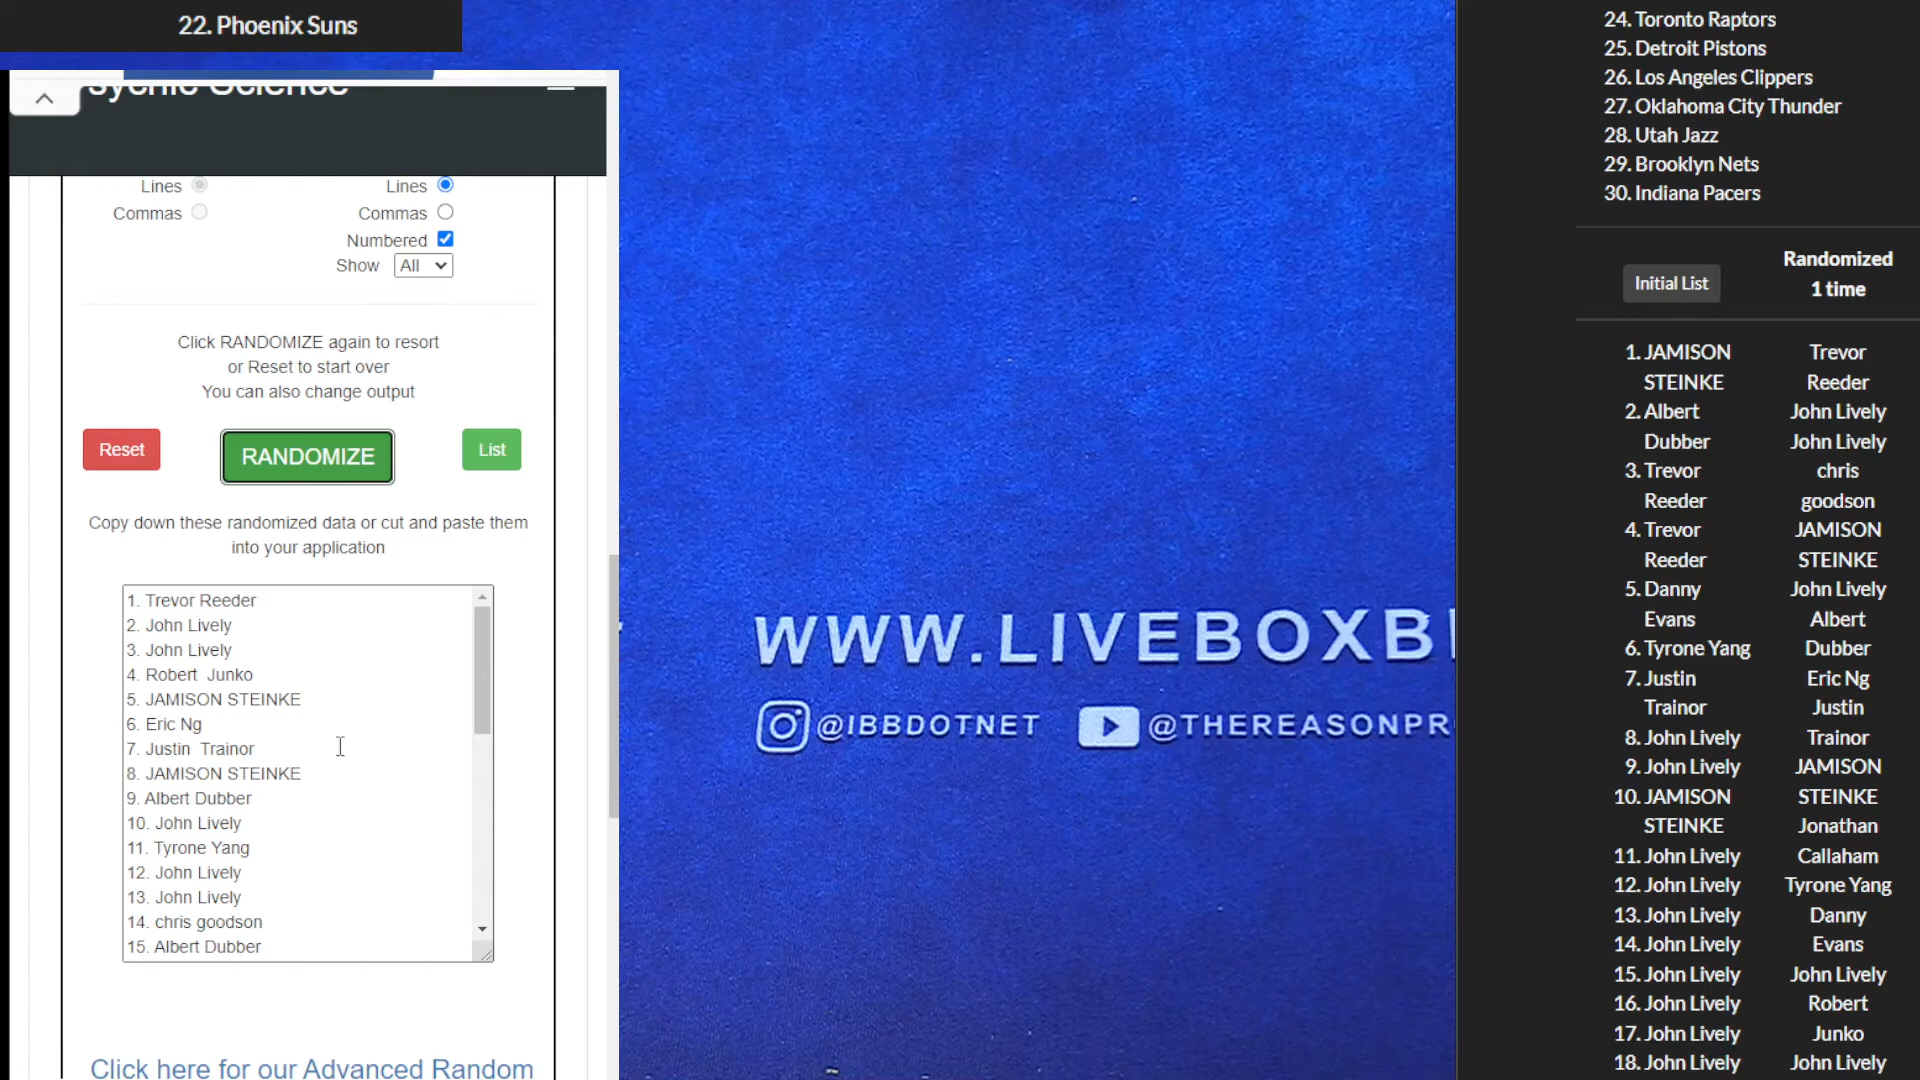 22. Phoenix Suns
sychic Science
Lines
Commas
Lines
Commas
Numbered
Show All
Click RANDOMIZE again to resort
or Reset to start over
You can also change output
Reset
RANDOMIZE
List
Copy down these randomized data or cut and paste them
into your application
1. Trevor Reeder
2. John Lively
3. John Lively
4. Robert Junko
5. JAMISON STEINKE
6. Eric Ng
7. Justin Trainor
8. JAMISON STEINKE
9. Albert Dubber
10. John Lively
11. Tyrone Yang
12. John Lively
13. John Lively
14. chris goodson
15. Albert Dubber
Click here for our Advanced Random
WWW.LIVEBOXB
@IBBDOTNET
@THEREASONPR
24. Toronto Raptors
25. Detroit Pistons
26. Los Angeles Clippers
27. Oklahoma City Thunder
28. Utah Jazz
29. Brooklyn Nets
30. Indiana Pacers
Initial List
Randomized
1 time
1. JAMISON
STEINKE
2. Albert
Dubber
3. Trevor
Reeder
4. Trevor
Reeder
5. Danny
Evans
6. Tyrone Yang
7. Justin
Trainor
8. John Lively
9. John Lively
10. JAMISON
STEINKE
11. John Lively
12. John Lively
13. John Lively
14. John Lively
15. John Lively
16. John Lively
17. John Lively
18. John Lively
Trevor
Reeder
John Lively
John Lively
chris
goodson
JAMISON
STEINKE
John Lively
Albert
Dubber
Eric Ng
Justin
Trainor
JAMISON
STEINKE
Jonathan
Callaham
Tyrone Yang
Danny
Evans
John Lively
Robert
Junko
John Lively